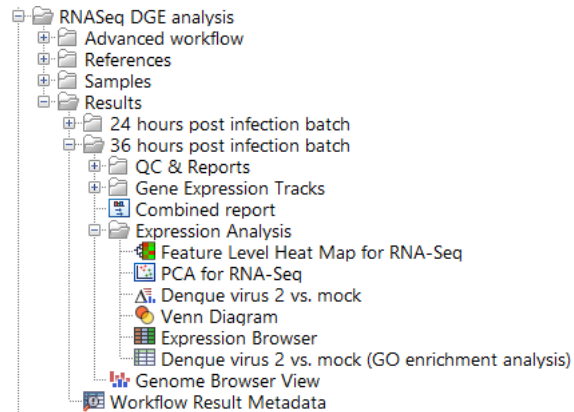 RNASeq DGE analysis
Advanced workflow
References
Samples
Results
24 hours post infection batch
36 hours post infection batch
QC & Reports
Gene Expression Tracks
Combined report
Expression Analysis
Feature Level Heat Map for RNA-Seq
PCA for RNA-Seq
Dengue virus 2 vs. mock
Venn Diagram
Expression Browser
Dengue virus 2 vs. mock (GO enrichment analysis)
Genome Browser View
Workflow Result Metadata